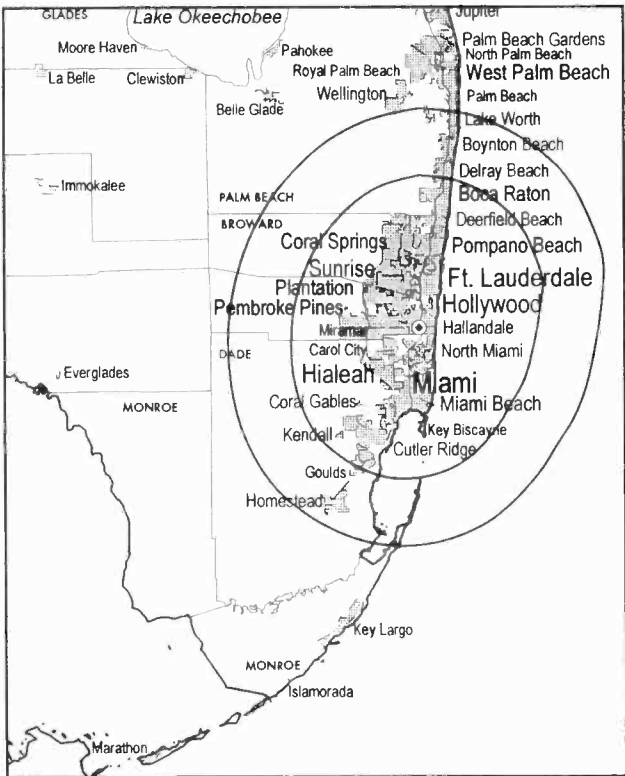 GLADES
Lake Okeechobee
Jupiter
Moore Haven
Pahokee
Palm Beach Gardens
North Palm Beach
La Belle
Clewiston
Royal Palm Beach
West Palm Beach
Wellington
Palm Beach
Belle Glade
Lake Worth
Boynton Beach
Delray Beach
Immokalee
PALM BEACH
Boca Raton
BROWARD
Deerfield Beach
Coral Springs
Pompano Beach
Sunrise
Ft. Lauderdale
Plantation
Pembroke Pines
Hollywood
Miramar
Hallandale
DADE
Carol City
North Miami
Everglades
Hialeah
Miami
MONROE
Coral Gables
Miami Beach
Kendall
Key Biscayne
Cutler Ridge
Goulds
Homestead
Key Largo
MONROE
Islamorada
Marathon